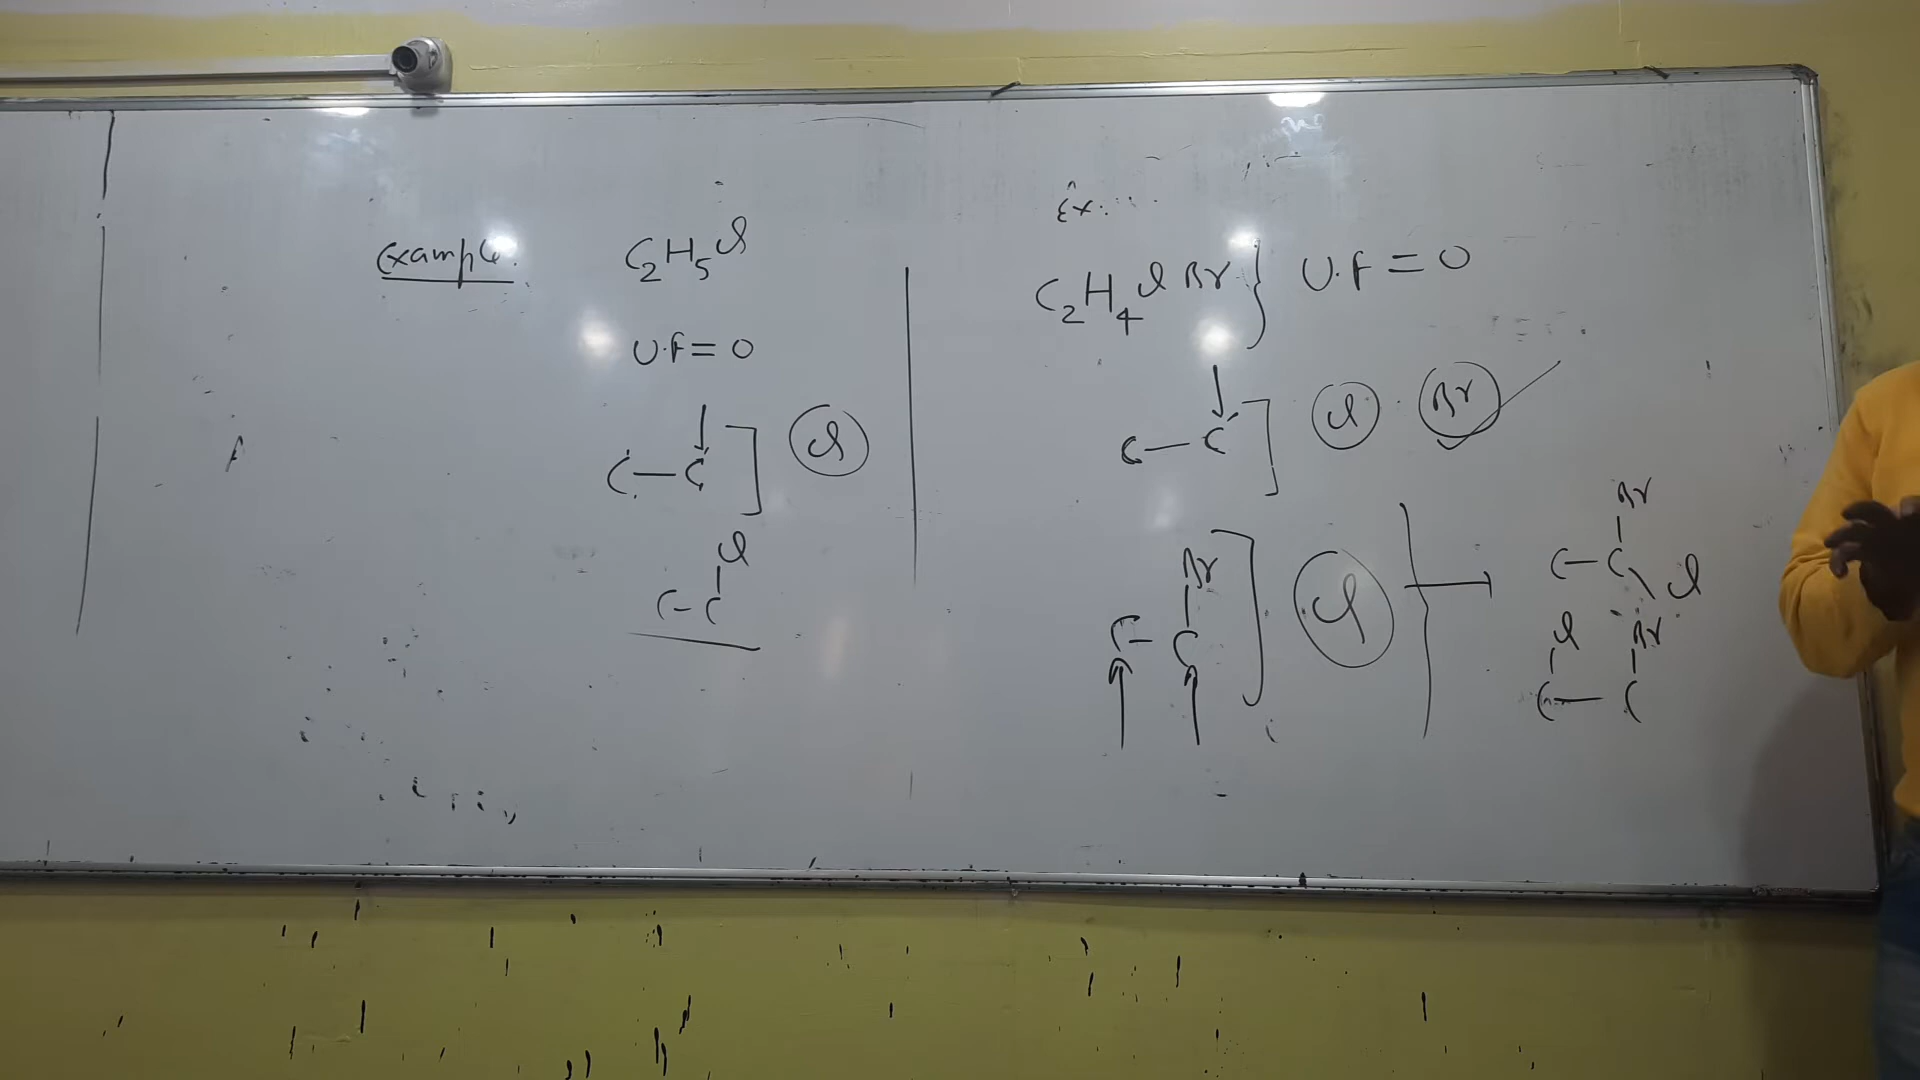 Example:
C2H5Cl
U.F = 0
C—C ] Cl
Cl
C-C
Ex.
C2H4ClBr } U.F = 0
C—C ] Cl Br
Br
C-C ] Cl
Br
C-C
Cl
Cl Br
C—C